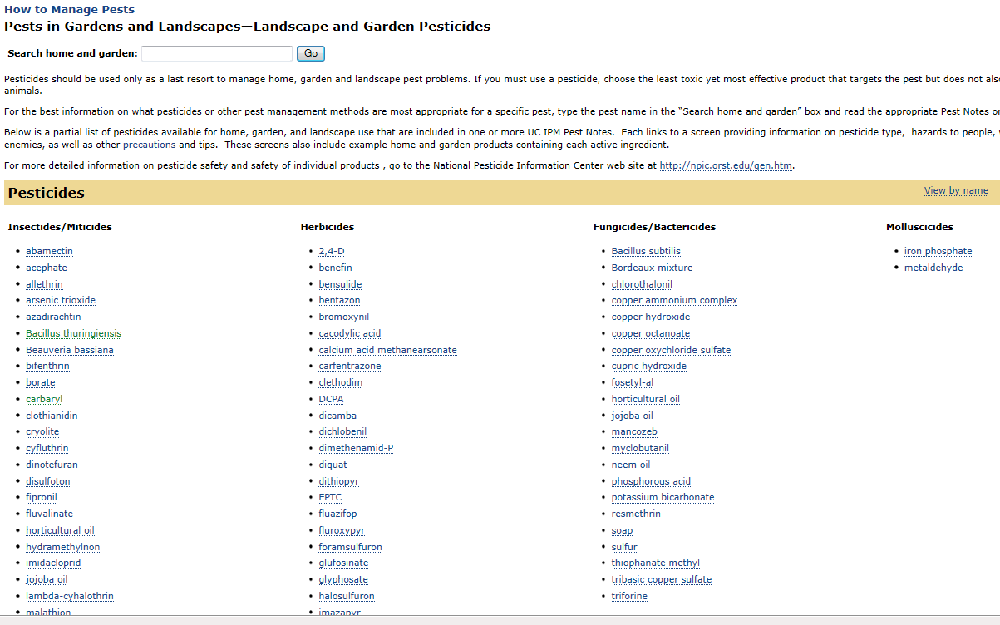 How to Manage Pests
Pests in Gardens and Landscapes—Landscape and Garden Pesticides
Search home and garden: Go
Pesticides should be used only as a last resort to manage home, garden and landscape pest problems. If you must use a pesticide, choose the least toxic yet most effective product that targets the pest but does not
animals.
For the best information on what pesticides or other pest management methods are most appropriate for a specific pest, type the pest name in the “Search home and garden” box and read the appropriate Pest Notes
Below is a partial list of pesticides available for home, garden, and landscape use that are included in one or more UC IPM Pest Notes. Each links to a screen providing information on pesticide type, hazards to people,
enemies, as well as other precautions and tips. These screens also include example home and garden products containing each active ingredient.
For more detailed information on pesticide safety and safety of individual products , go to the National Pesticide Information Center web site at http://npic.orst.edu/gen.htm.
Pesticides
View by name
Insectides/Miticides
abamectin
acephate
allethrin
arsenic trioxide
azadirachtin
Bacillus thuringiensis
Beauveria bassiana
bifenthrin
borate
carbaryl
clothianidin
cryolite
cyfluthrin
dinotefuran
disulfoton
fipronil
fluvalinate
horticultural oil
hydramethylnon
imidacloprid
jojoba oil
lambda-cyhalothrin
malathion
Herbicides
2,4-D
benefin
bensulide
bentazon
bromoxynil
cacodylic acid
calcium acid methanearsonate
carfentrazone
clethodim
DCPA
dicamba
dichlobenil
dimethenamid-P
diquat
dithiopyr
EPTC
fluazifop
fluroxypyr
foramsulfuron
glufosinate
glyphosate
halosulfuron
imazapyr
Fungicides/Bactericides
Bacillus subtilis
Bordeaux mixture
chlorothalonil
copper ammonium complex
copper hydroxide
copper octanoate
copper oxychloride sulfate
cupric hydroxide
fosetyl-al
horticultural oil
jojoba oil
mancozeb
myclobutanil
neem oil
phosphorous acid
potassium bicarbonate
resmethrin
soap
sulfur
thiophanate methyl
tribasic copper sulfate
triforine
Molluscicides
iron phosphate
metaldehyde